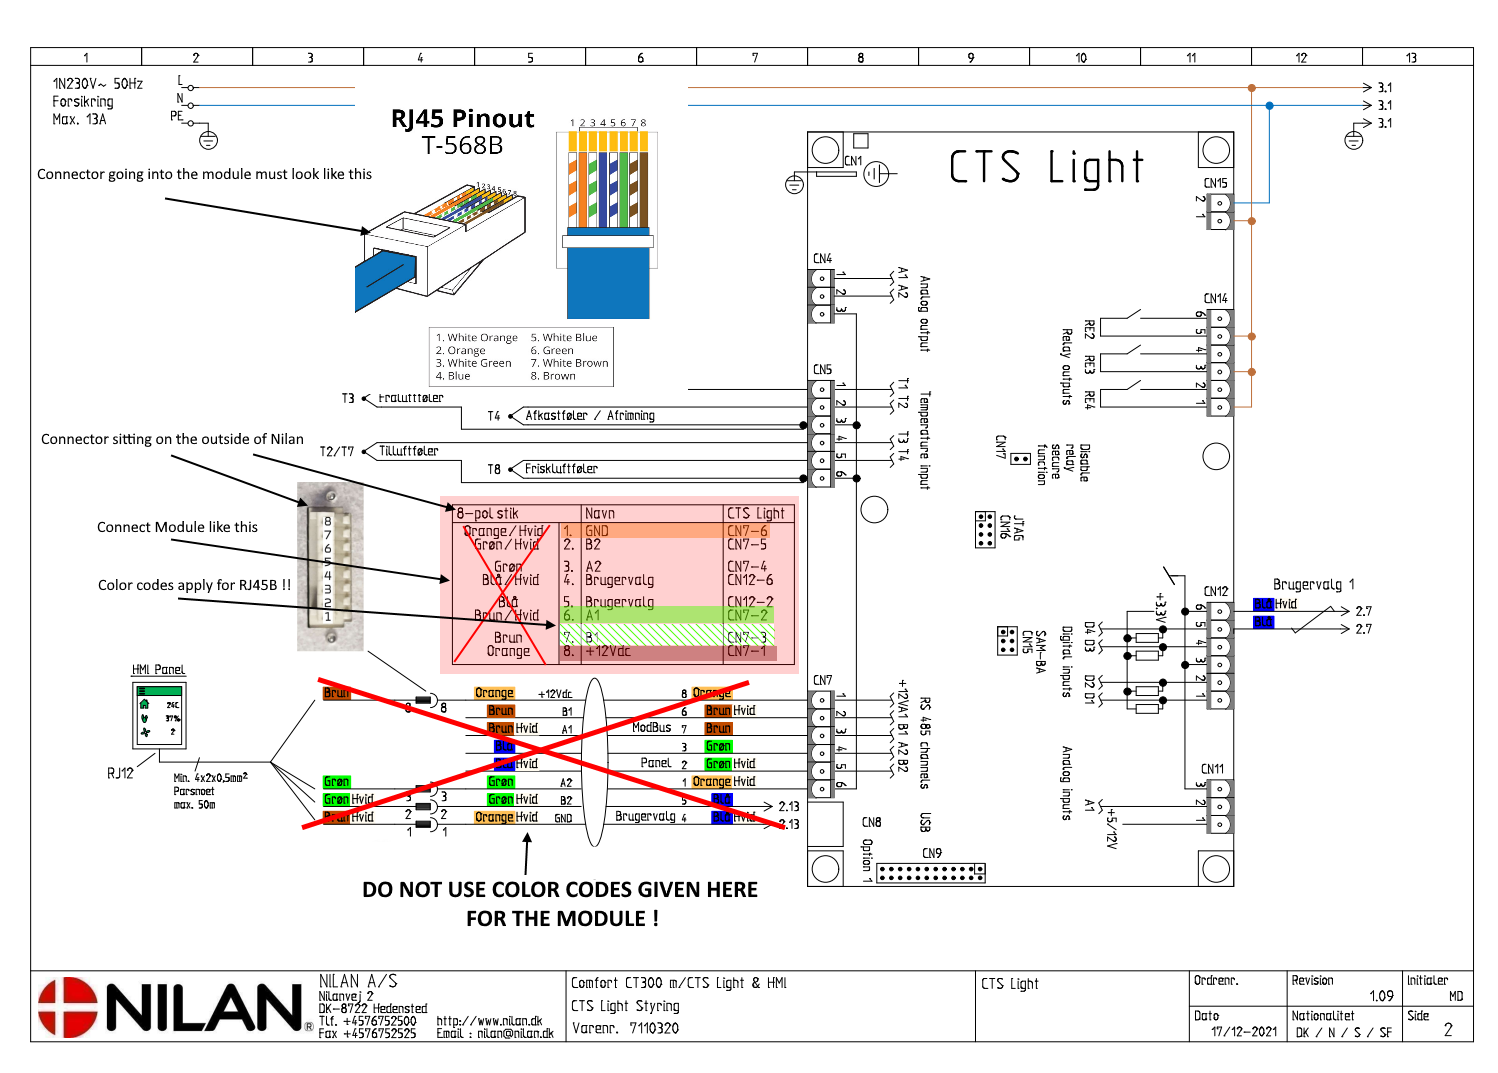 1 2 3 4 5 6 7 8 9 10 11 12 13
1N230V~ 50Hz
Forsikring
Max. 13A
L
N
PE
3.1
3.1
3.1
RJ45 Pinout
T-568B
1 2 3 4 5 6 7 8
1 2 3 4 5 6 7 8
Connector going into the module must look like this
1. White Orange 5. White Blue
2. Orange 6. Green
3. White Green 7. White Brown
4. Blue 8. Brown
CTS Light
CN1
CN15
2
1
CN4
1
2
3
A1 A2
Analog output
CN14
6
5
4
3
2
1
RE2
RE3
RE4
Relay outputs
CN5
1
2
3
4
5
6
T1 T2
T3 T4
Temperature input
T3 Fraluftføler
T4 Afkastføler / Afrimning
T2/T7 Tilluftføler
T8 Friskluftføler
CN17
Disable
relay
secure
function
JTAG
CN16
Connector sitting on the outside of Nilan
Connect Module like this
Color codes apply for RJ45B !!
8
7
6
5
4
3
2
1
8-pol stik Navn CTS Light
Orange/Hvid 1. GND CN7-6
Grøn/Hvid 2. B2 CN7-5
Grøn 3. A2 CN7-4
Blå/Hvid 4. Brugervalg CN12-6
Blå 5. Brugervalg CN12-2
Brun/Hvid 6. A1 CN7-2
Brun 7. B1 CN7-3
Orange 8. +12Vdc CN7-1
SAM-BA
CN15
+3.3V
D4 D3
D2 D1
Digital inputs
CN12
6
5
4
3
2
1
Brugervalg 1
Blå Hvid 2.7
Blå 2.7
HMI Panel
24C
37%
2
RJ12
Min. 4x2x0,5mm²
Parsnoet
max. 50m
Brun 8 8 Orange +12Vdc 8 Orange
Brun B1 6 Brun Hvid
Brun Hvid A1 ModBus 7 Brun
Blå 3 Grøn
Blå Hvid Panel 2 Grøn Hvid
Grøn 3 3 Grøn A2 1 Orange Hvid
Grøn Hvid 2 2 Grøn Hvid B2 5 Blå 2.13
Brun Hvid 1 1 Orange Hvid GND Brugervalg 4 Blå Hvid 2.13
CN7
1
2
3
4
5
6
+12V A1 B1 A2 B2
RS 485 channels
USB
CN8
Option 1
CN9
Analog inputs
A1
+5/12V
CN11
3
2
1
DO NOT USE COLOR CODES GIVEN HERE
FOR THE MODULE !
NILAN ®
NILAN A/S
Nilanvej 2
DK-8722 Hedensted
Tlf. +4576752500 http://www.nilan.dk
Fax +4576752525 Email : nilan@nilan.dk
Comfort CT300 m/CTS Light & HMI
CTS Light Styring
Varenr. 7110320
CTS Light
Ordrenr.
Revision
1.09
Initialer
MD
Dato
17/12-2021
Nationalitet
DK / N / S / SF
Side
2